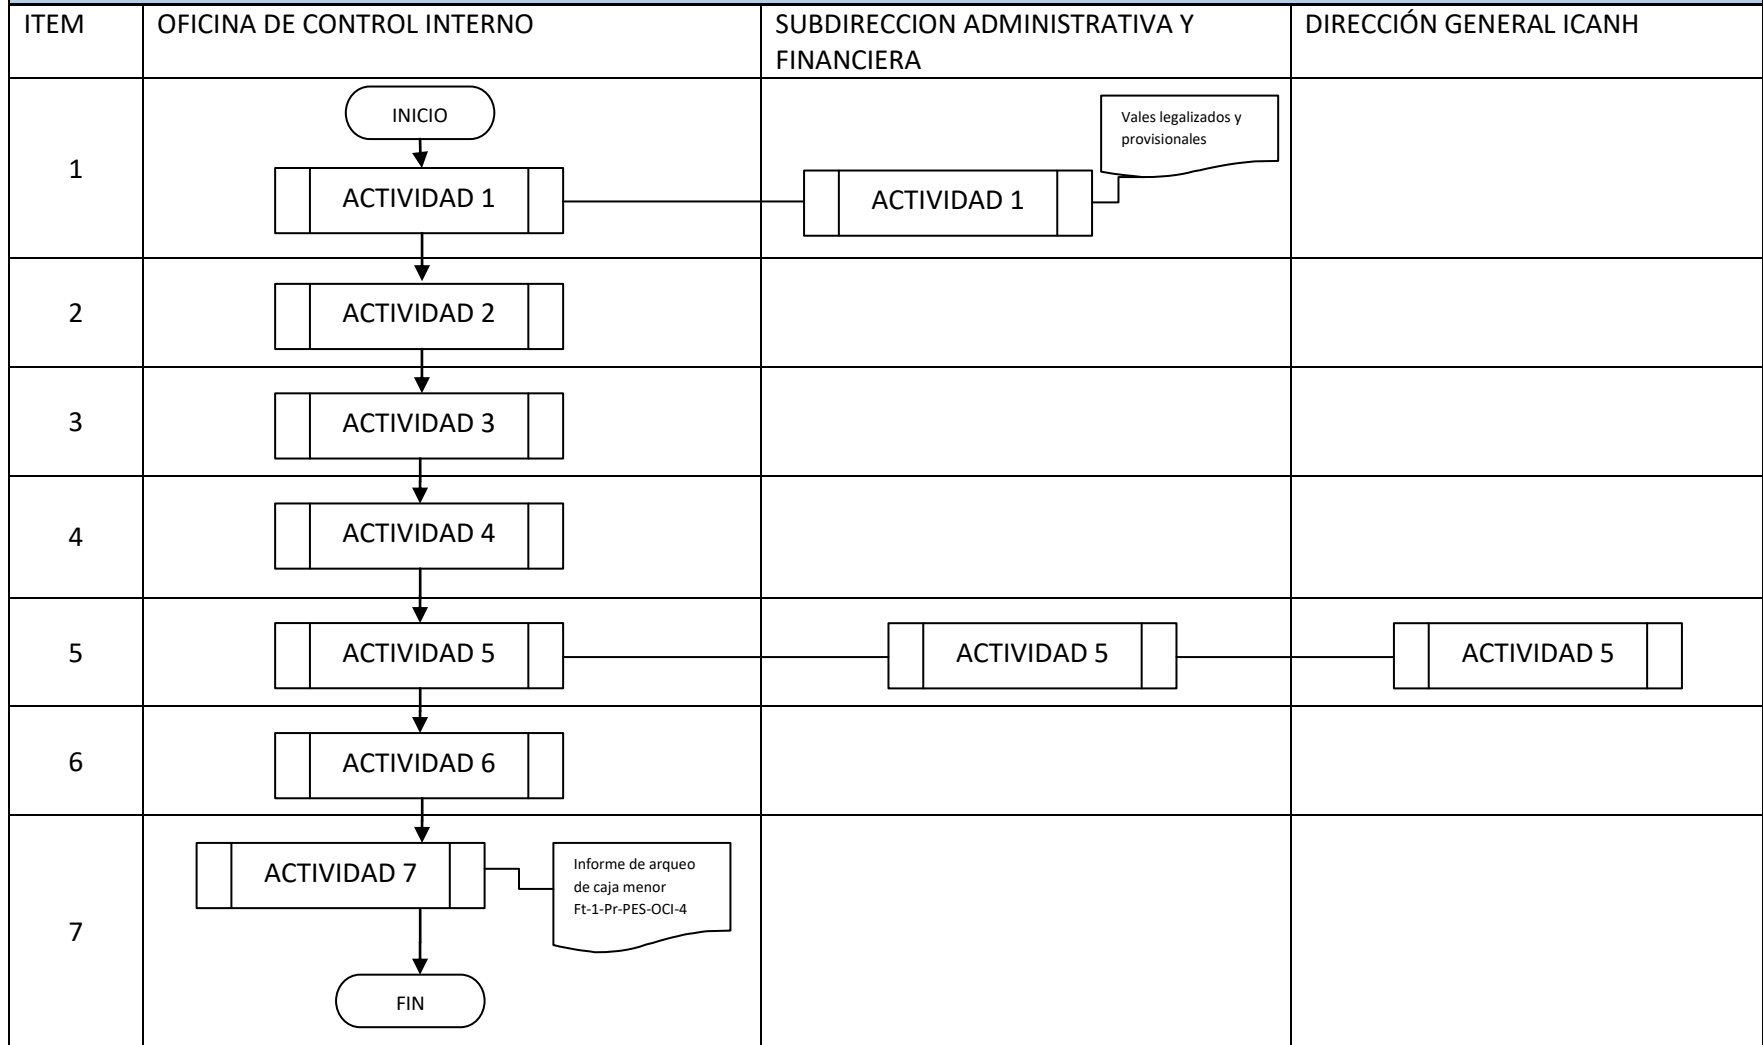 ITEM
OFICINA DE CONTROL INTERNO
SUBDIRECCION ADMINISTRATIVA Y
FINANCIERA
DIRECCIÓN GENERAL ICANH
1
INICIO
ACTIVIDAD 1
ACTIVIDAD 1
Vales legalizados y
provisionales
2
ACTIVIDAD 2
3
ACTIVIDAD 3
4
ACTIVIDAD 4
5
ACTIVIDAD 5
ACTIVIDAD 5
ACTIVIDAD 5
6
ACTIVIDAD 6
7
ACTIVIDAD 7
Informe de arqueo
de caja menor
Ft-1-Pr-PES-OCI-4
FIN